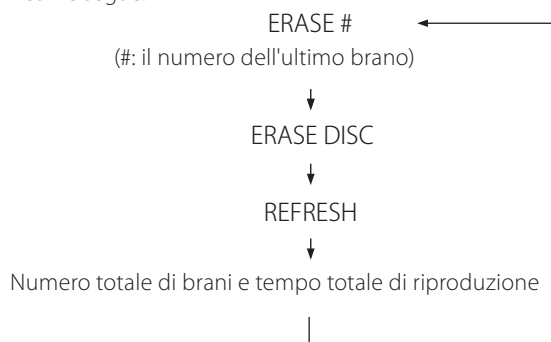 ERASE #
(#: il numero dell'ultimo brano)
ERASE DISC
REFRESH
Numero totale di brani e tempo totale di riproduzione